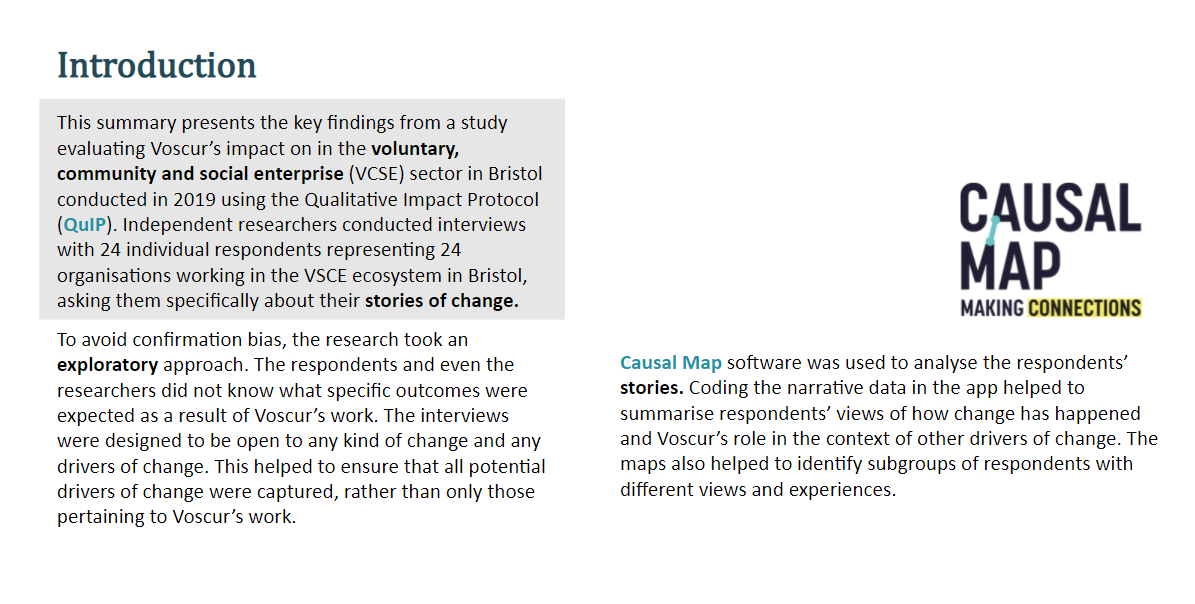 Introduction
This summary presents the key findings from a study
evaluating Voscur’s impact on in the voluntary,
community and social enterprise (VCSE) sector in Bristol
conducted in 2019 using the Qualitative Impact Protocol
(QuIP). Independent researchers conducted interviews
with 24 individual respondents representing 24
organisations working in the VSCE ecosystem in Bristol,
asking them specifically about their stories of change.
To avoid confirmation bias, the research took an
exploratory approach. The respondents and even the
researchers did not know what specific outcomes were
expected as a result of Voscur’s work. The interviews
were designed to be open to any kind of change and any
drivers of change. This helped to ensure that all potential
drivers of change were captured, rather than only those
pertaining to Voscur’s work.
CAUSAL
MAP
MAKING CONNECTIONS
Causal Map software was used to analyse the respondents’
stories. Coding the narrative data in the app helped to
summarise respondents’ views of how change has happened
and Voscur’s role in the context of other drivers of change. The
maps also helped to identify subgroups of respondents with
different views and experiences.